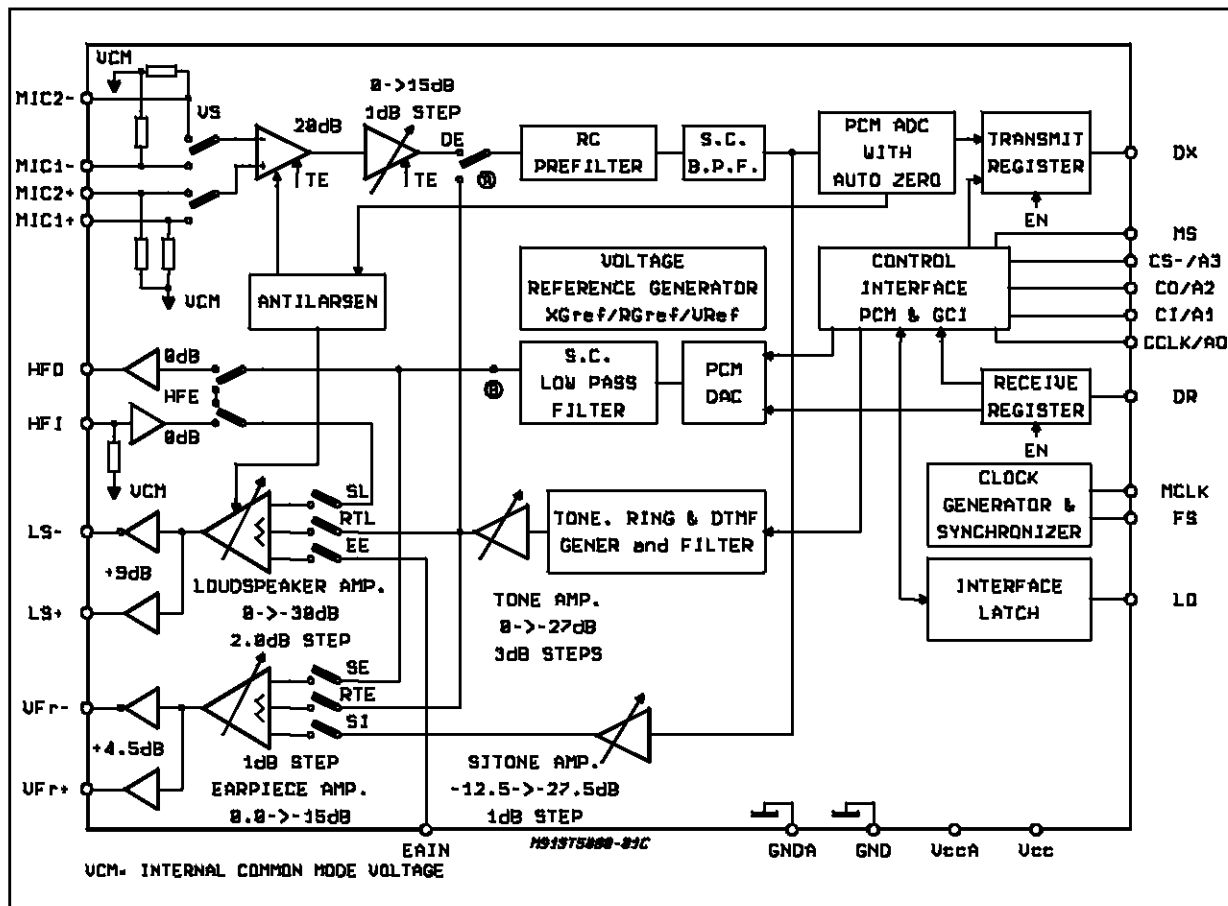 VCM
MIC2-
VS
MIC1-
MIC2+
MIC1+
VCM
20dB
TE
0->15dB
1dB STEP
TE
DE
RC
PREFILTER
S.C.
B.P.F.
PCM ADC
WITH
AUTO ZERO
TRANSMIT
REGISTER
EN
DX
MS
CS-/A3
CO/A2
CI/A1
CCLK/A0
ANTILARSEN
VOLTAGE
REFERENCE GENERATOR
XGref/RGref/VRef
CONTROL
INTERFACE
PCM & GCI
HFO
0dB
HFE
HFI
0dB
VCM
S.C.
LOW PASS
FILTER
PCM
DAC
RECEIVE
REGISTER
EN
DR
CLOCK
GENERATOR &
SYNCHRONIZER
MCLK
FS
LS-
+9dB
LS+
SL
RTL
EE
LOUDSPEAKER AMP.
0->-30dB
2.0dB STEP
TONE, RING & DTMF
GENER and FILTER
TONE AMP.
0->-27dB
3dB STEPS
INTERFACE
LATCH
LO
VFr-
+4.5dB
VFr+
SE
RTE
SI
1dB STEP
EARPIECE AMP.
0.0->-15dB
SITONE AMP.
-12.5->-27.5dB
1dB STEP
EAIN
M91ST5080-01C
GNDA
GND
VccA
Vcc
VCM= INTERNAL COMMON MODE VOLTAGE